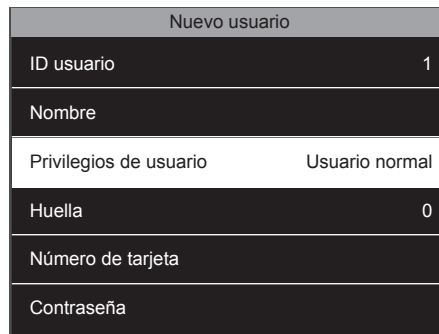 Nuevo usuario
ID usuario 1
Nombre
Privilegios de usuario Usuario normal
Huella 0
Número de tarjeta
Contraseña